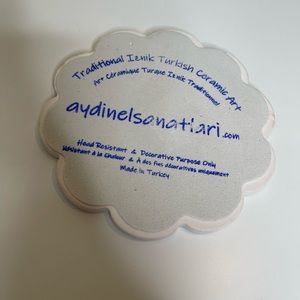 Traditional Iznik Turkish Ceramic Art
Art Céramique Turque Iznik Traditionnel
aydinelsanatlari.com
Head Resistant & Decorative Purpose Only
Résistant à la Chaleur & A des fins décoratives uniquement
Made in Turkey